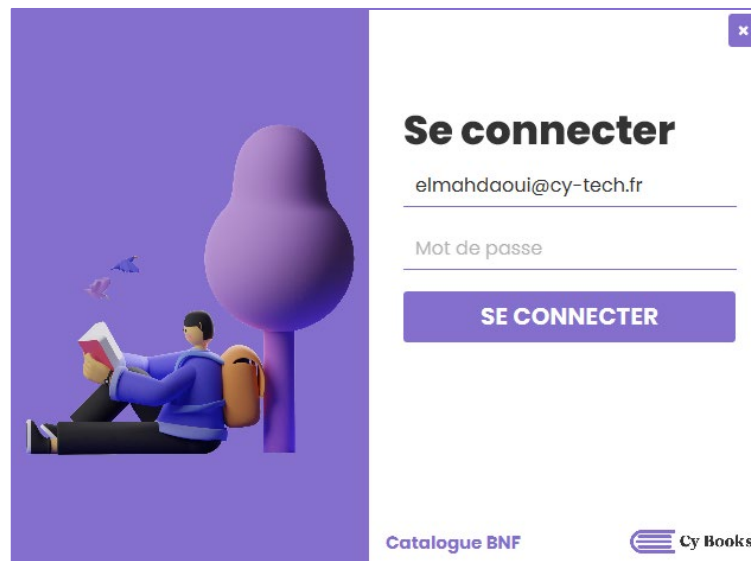 Se connecter
elmahdaoui@cy-tech.fr
Mot de passe
SE CONNECTER
Catalogue BNF
Cy Books